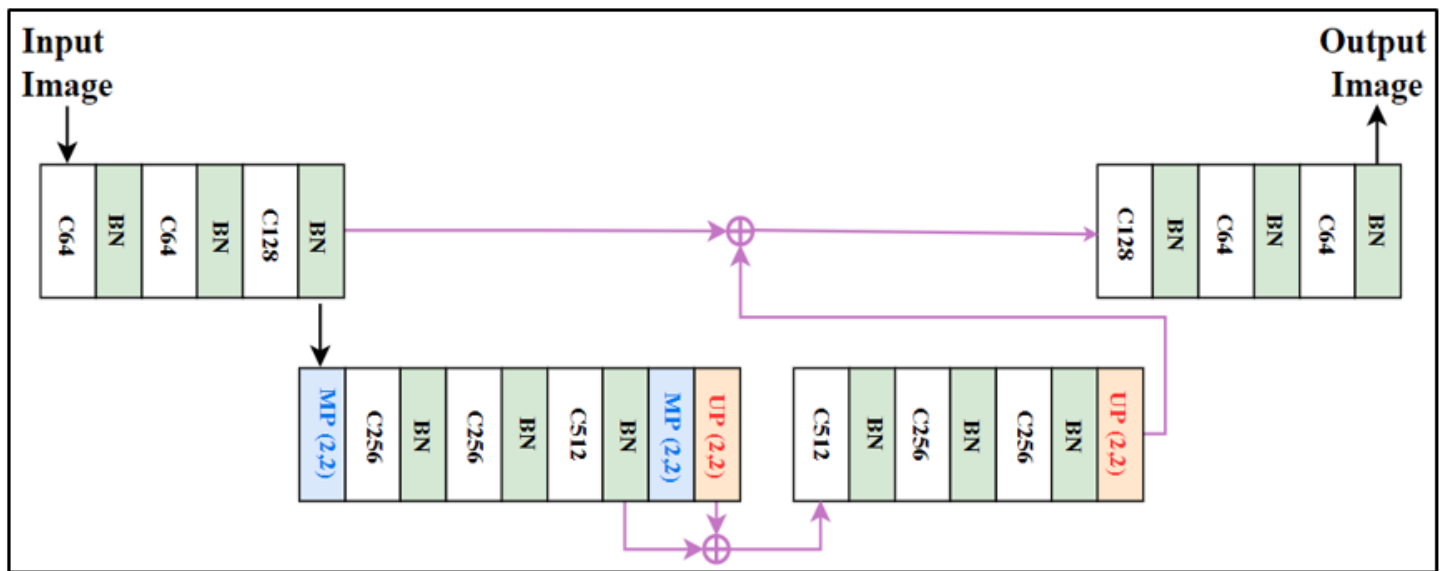 Input
Image
Output
Image
C64
BN
C64
BN
C128
BN
C128
BN
C64
BN
C64
BN
MP (2,2)
C256
BN
C256
BN
C512
BN
MP (2,2)
UP (2,2)
C512
BN
C256
BN
C256
BN
UP (2,2)